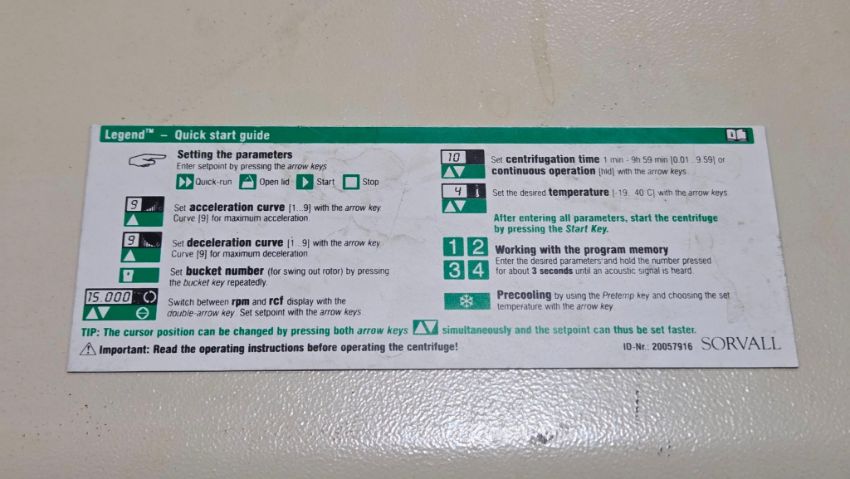 Legend™ – Quick start guide
Setting the parameters
Enter setpoint by pressing the arrow keys
Quick-run Open lid Start Stop
9
Set acceleration curve [1...9] with the arrow key.
Curve [9] for maximum acceleration.
9
Set deceleration curve [1...9] with the arrow key
Curve [9] for maximum deceleration.
Set bucket number (for swing out rotor) by pressing
the bucket key repeatedly.
15.000
Switch between rpm and rcf display with the
double-arrow key. Set setpoint with the arrow keys.
10
Set centrifugation time 1 min - 9h 59 min [0.01...9.59] or
continuous operation [hld] with the arrow keys.
4
Set the desired temperature [-19...40°C] with the arrow keys.
After entering all parameters, start the centrifuge
by pressing the Start Key.
1 2
3 4
Working with the program memory
Enter the desired parameters and hold the number pressed
for about 3 seconds until an acoustic signal is heard.
Precooling by using the Pretemp key and choosing the set
temperature with the arrow key
TIP: The cursor position can be changed by pressing both arrow keys simultaneously and the setpoint can thus be set faster.
Important: Read the operating instructions before operating the centrifuge!
ID-Nr.: 20057916 SORVALL